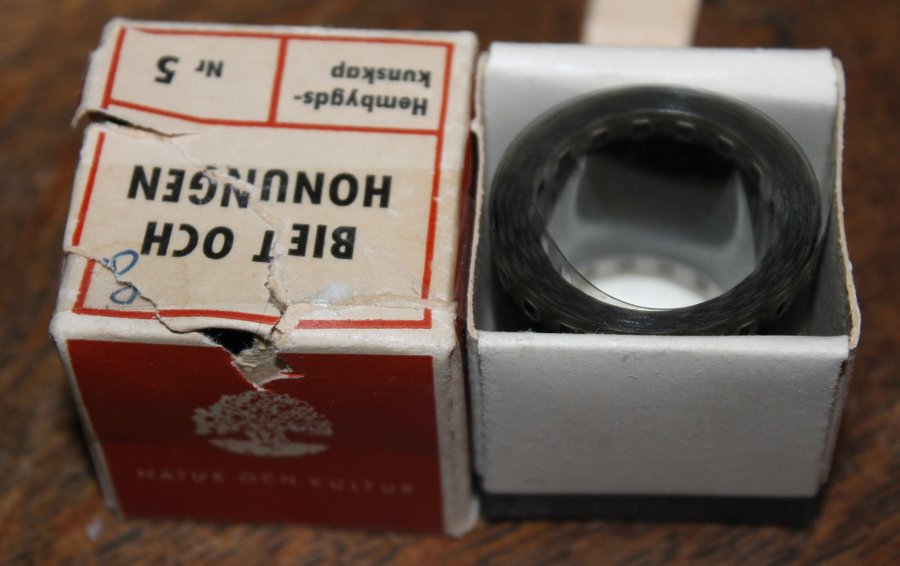 Hembygds-
kunskap
Nr 5
BIET OCH
HONUNGEN
NATUR OCH KULTUR